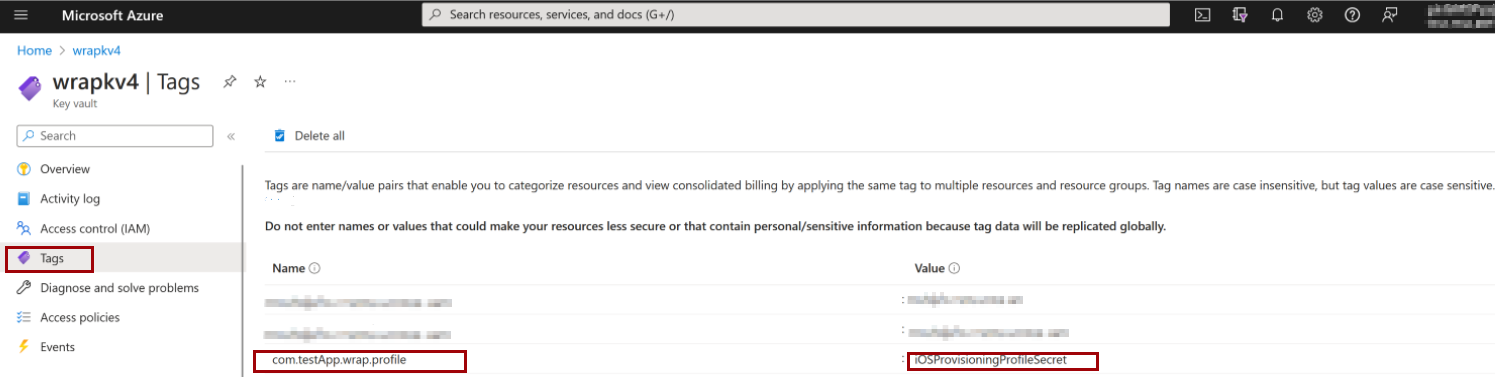 Microsoft Azure
Search resources, services, and docs (G+/)
Home > wrapkv4
wrapkv4 | Tags
Key vault
Search
«
Delete all
Overview
Activity log
Access control (IAM)
Tags
Diagnose and solve problems
Access policies
Events
Tags are name/value pairs that enable you to categorize resources and view consolidated billing by applying the same tag to multiple resources and resource groups. Tag names are case insensitive, but tag values are case sensitive.
Do not enter names or values that could make your resources less secure or that contain personal/sensitive information because tag data will be replicated globally.
Name Value
:
:
com.testApp.wrap.profile : iOSProvisioningProfileSecret